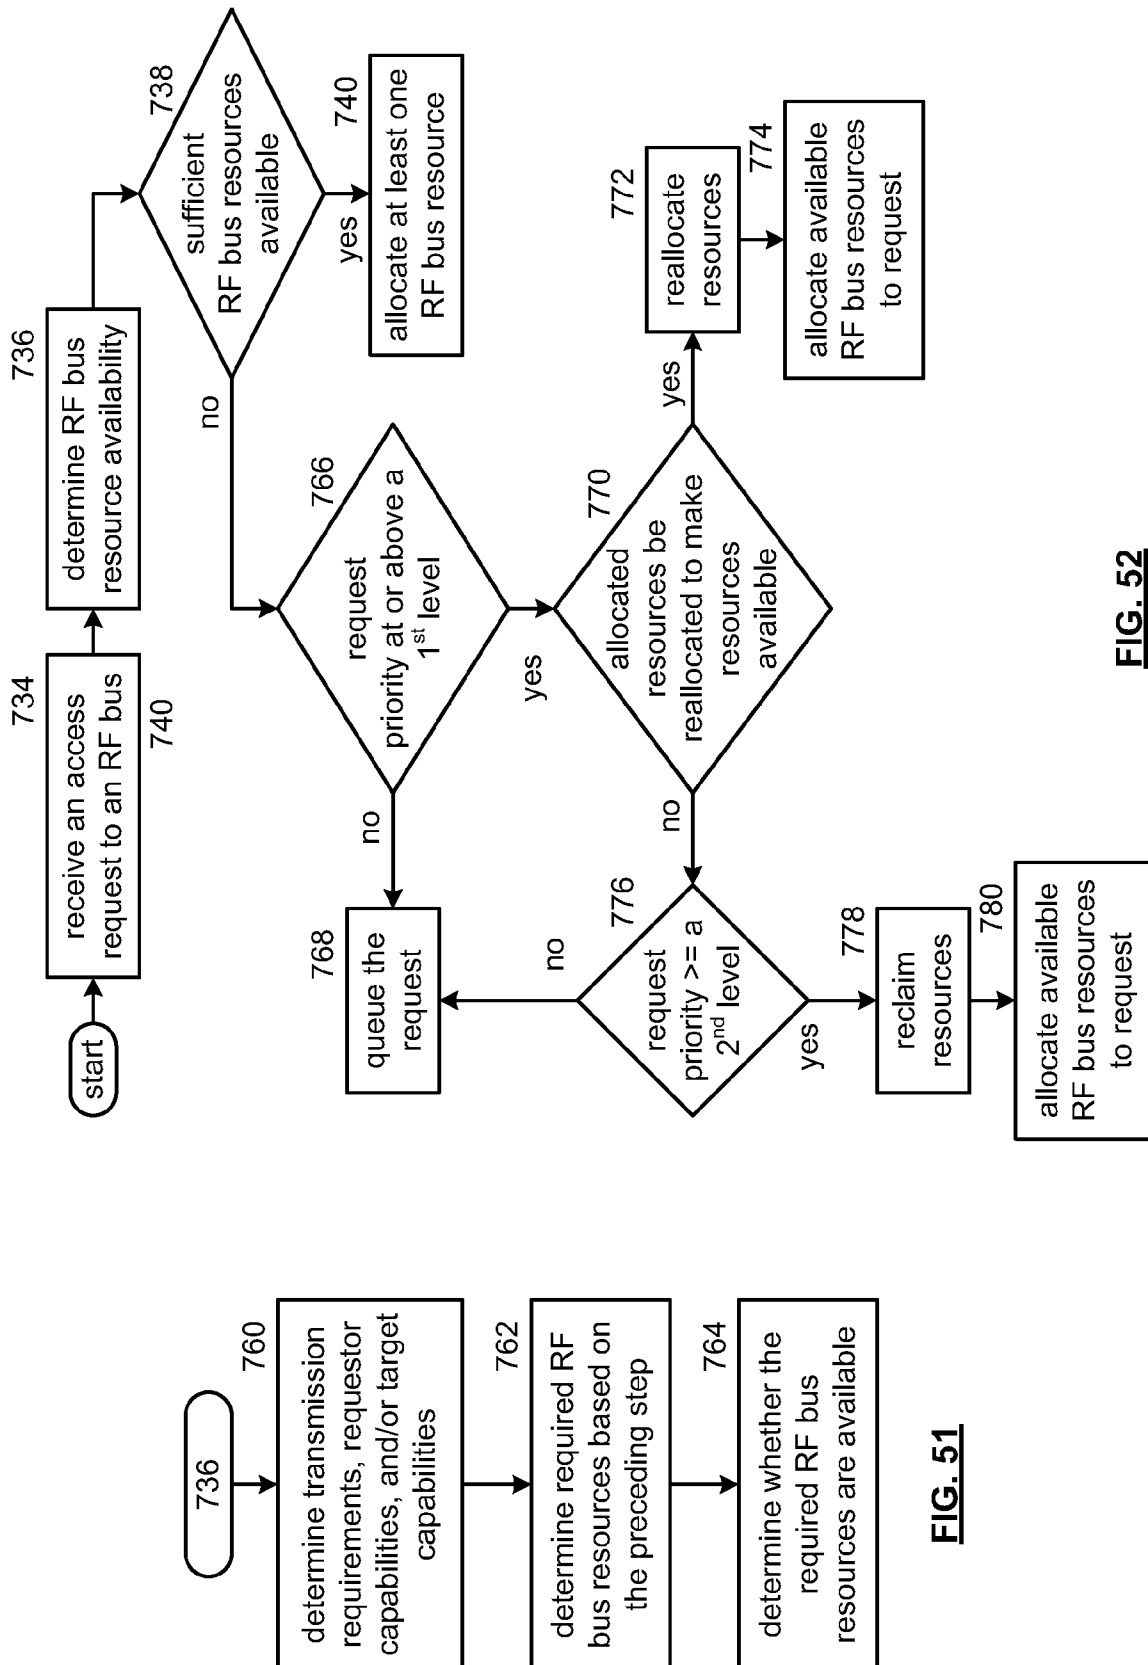 736
760
determine transmission
requirements, requestor
capabilities, and/or target
capabilities
762
determine required RF
bus resources based on
the preceding step
764
determine whether the
required RF bus
resources are available
FIG. 51
start
734
receive an access
request to an RF bus
740
736
determine RF bus
resource availability
738
sufficient
RF bus resources
available
yes
740
allocate at least one
RF bus resource
no
766
request
priority at or above a
1st level
no
768
queue the
request
yes
770
allocated
resources be
reallocated to make
resources
available
yes
772
reallocate
resources
774
allocate available
RF bus resources
to request
no
776
request
priority >= a
2nd level
no
yes
778
reclaim
resources
780
allocate available
RF bus resources
to request
FIG. 52